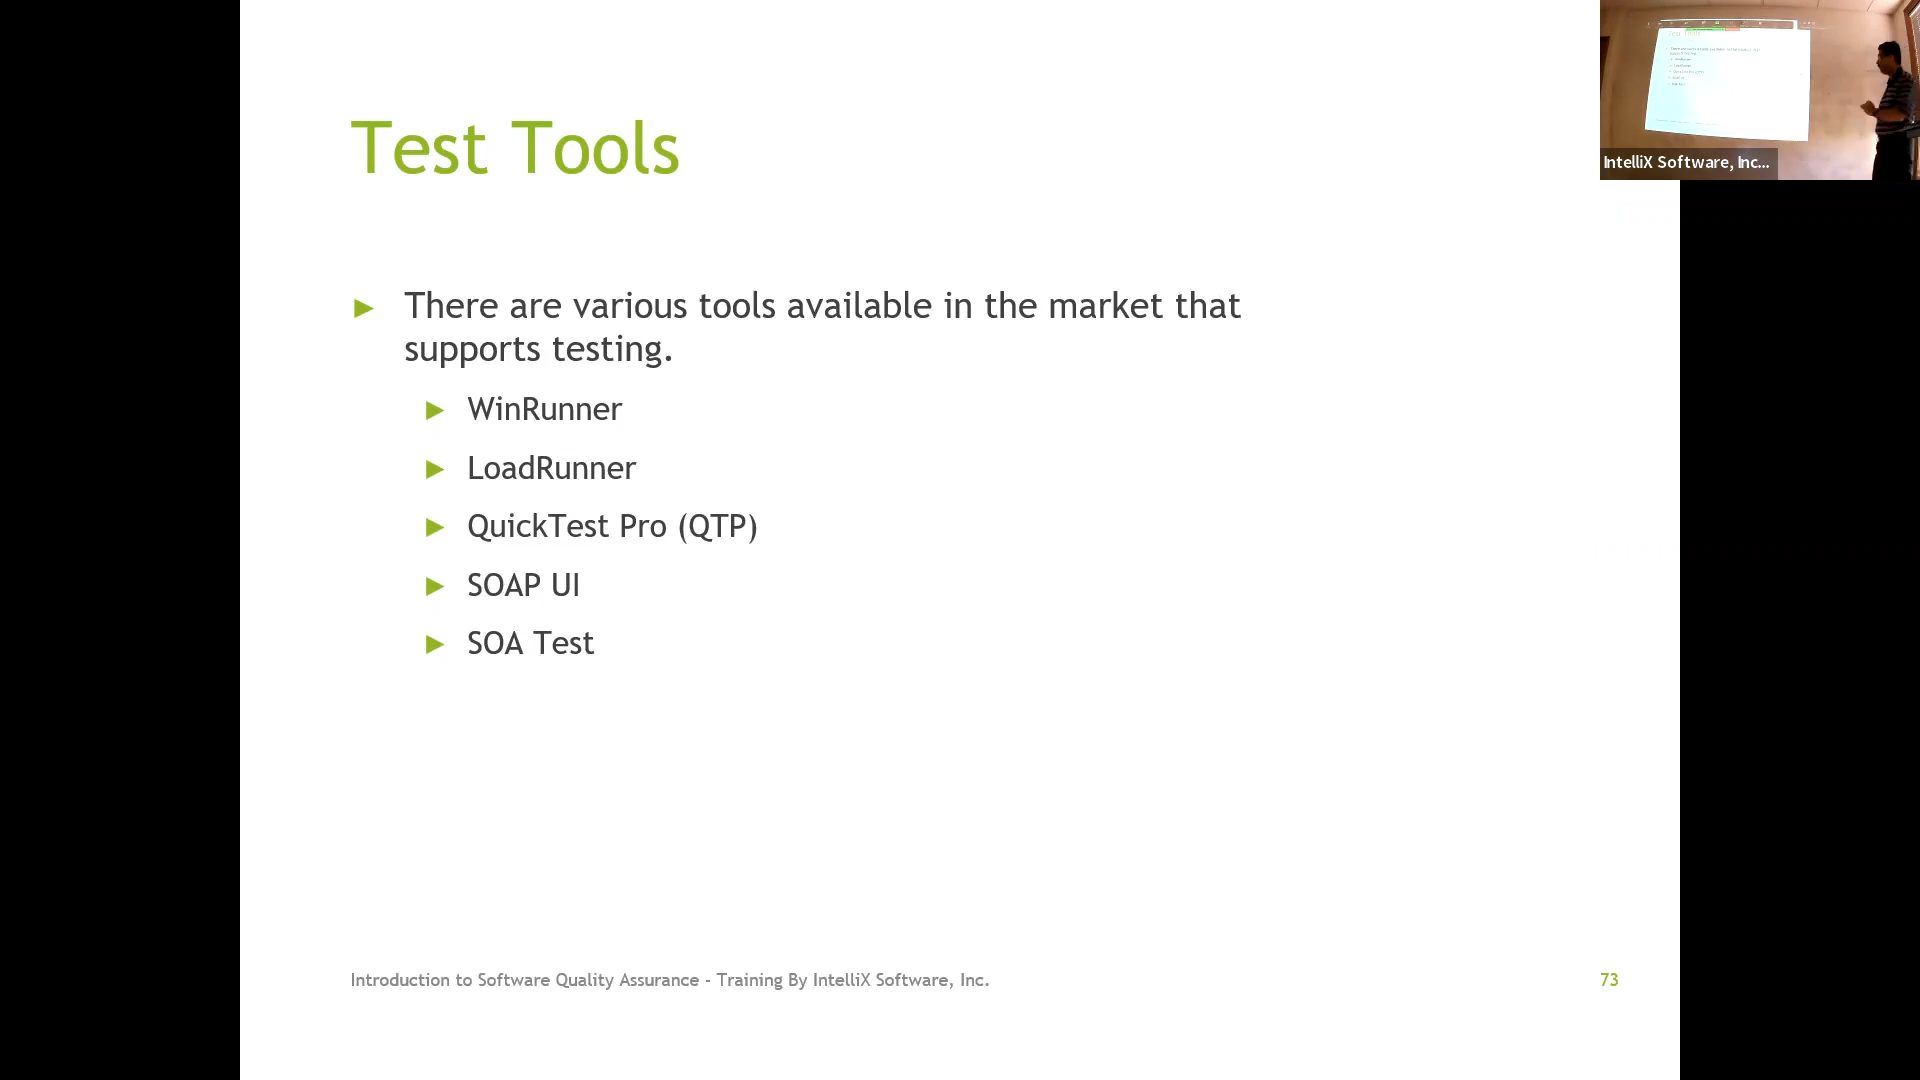 Test Tools
There are various tools available in the market that
supports testing.
WinRunner
LoadRunner
QuickTest Pro (QTP)
SOAP UI
SOA Test
Introduction to Software Quality Assurance - Training By IntelliX Software, Inc.
73
IntelliX Software, Inc...